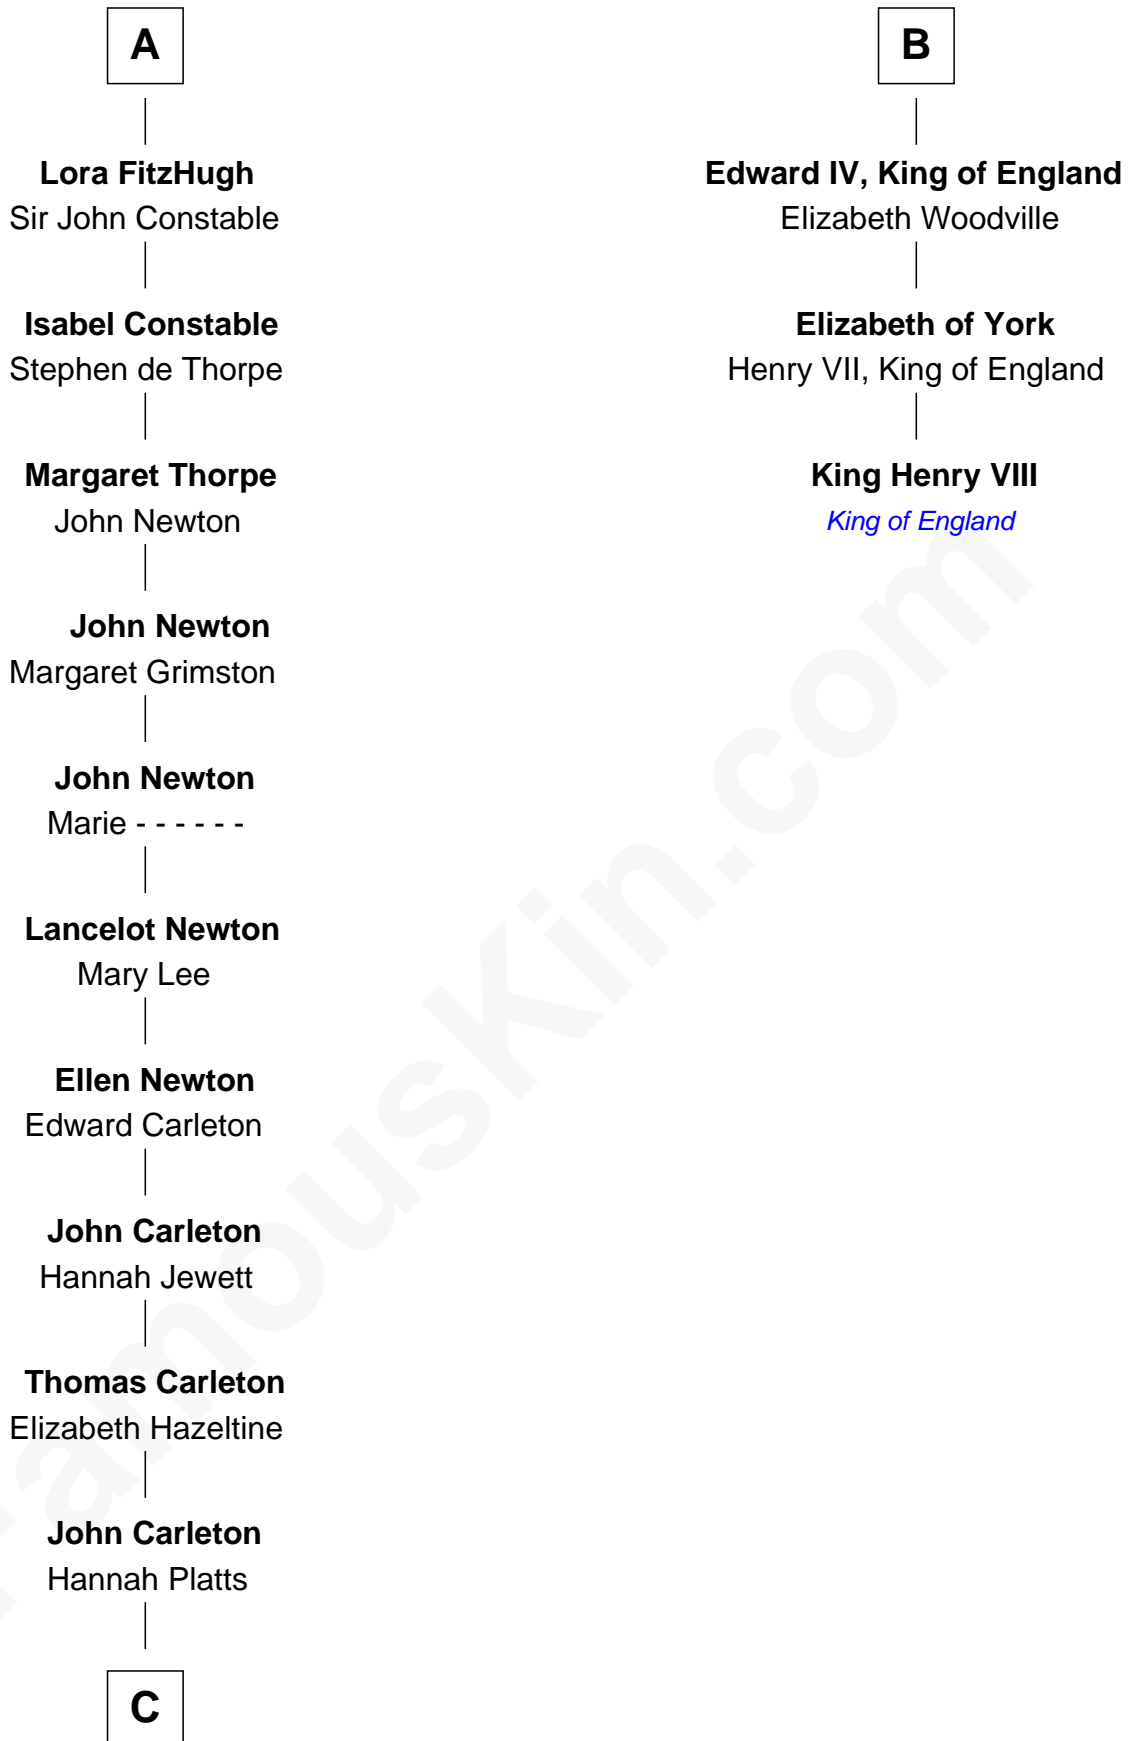 A
Lora FitzHugh
Sir John Constable
Isabel Constable
Stephen de Thorpe
Margaret Thorpe
John Newton
John Newton
Margaret Grimston
John Newton
Marie - - - - - -
Lancelot Newton
Mary Lee
Ellen Newton
Edward Carleton
John Carleton
Hannah Jewett
Thomas Carleton
Elizabeth Hazeltine
John Carleton
Hannah Platts
C
B
Edward IV, King of England
Elizabeth Woodville
Elizabeth of York
Henry VII, King of England
King Henry VIII
King of England
FamousKin.com